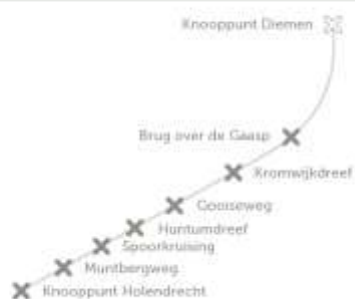 Knooppunt Diemen
Brug over de Gaasp
Kromwijkdreef
Gooiseweg
Huntumdreef
Spoorkruising
Muntbergweg
Knooppunt Holendrecht